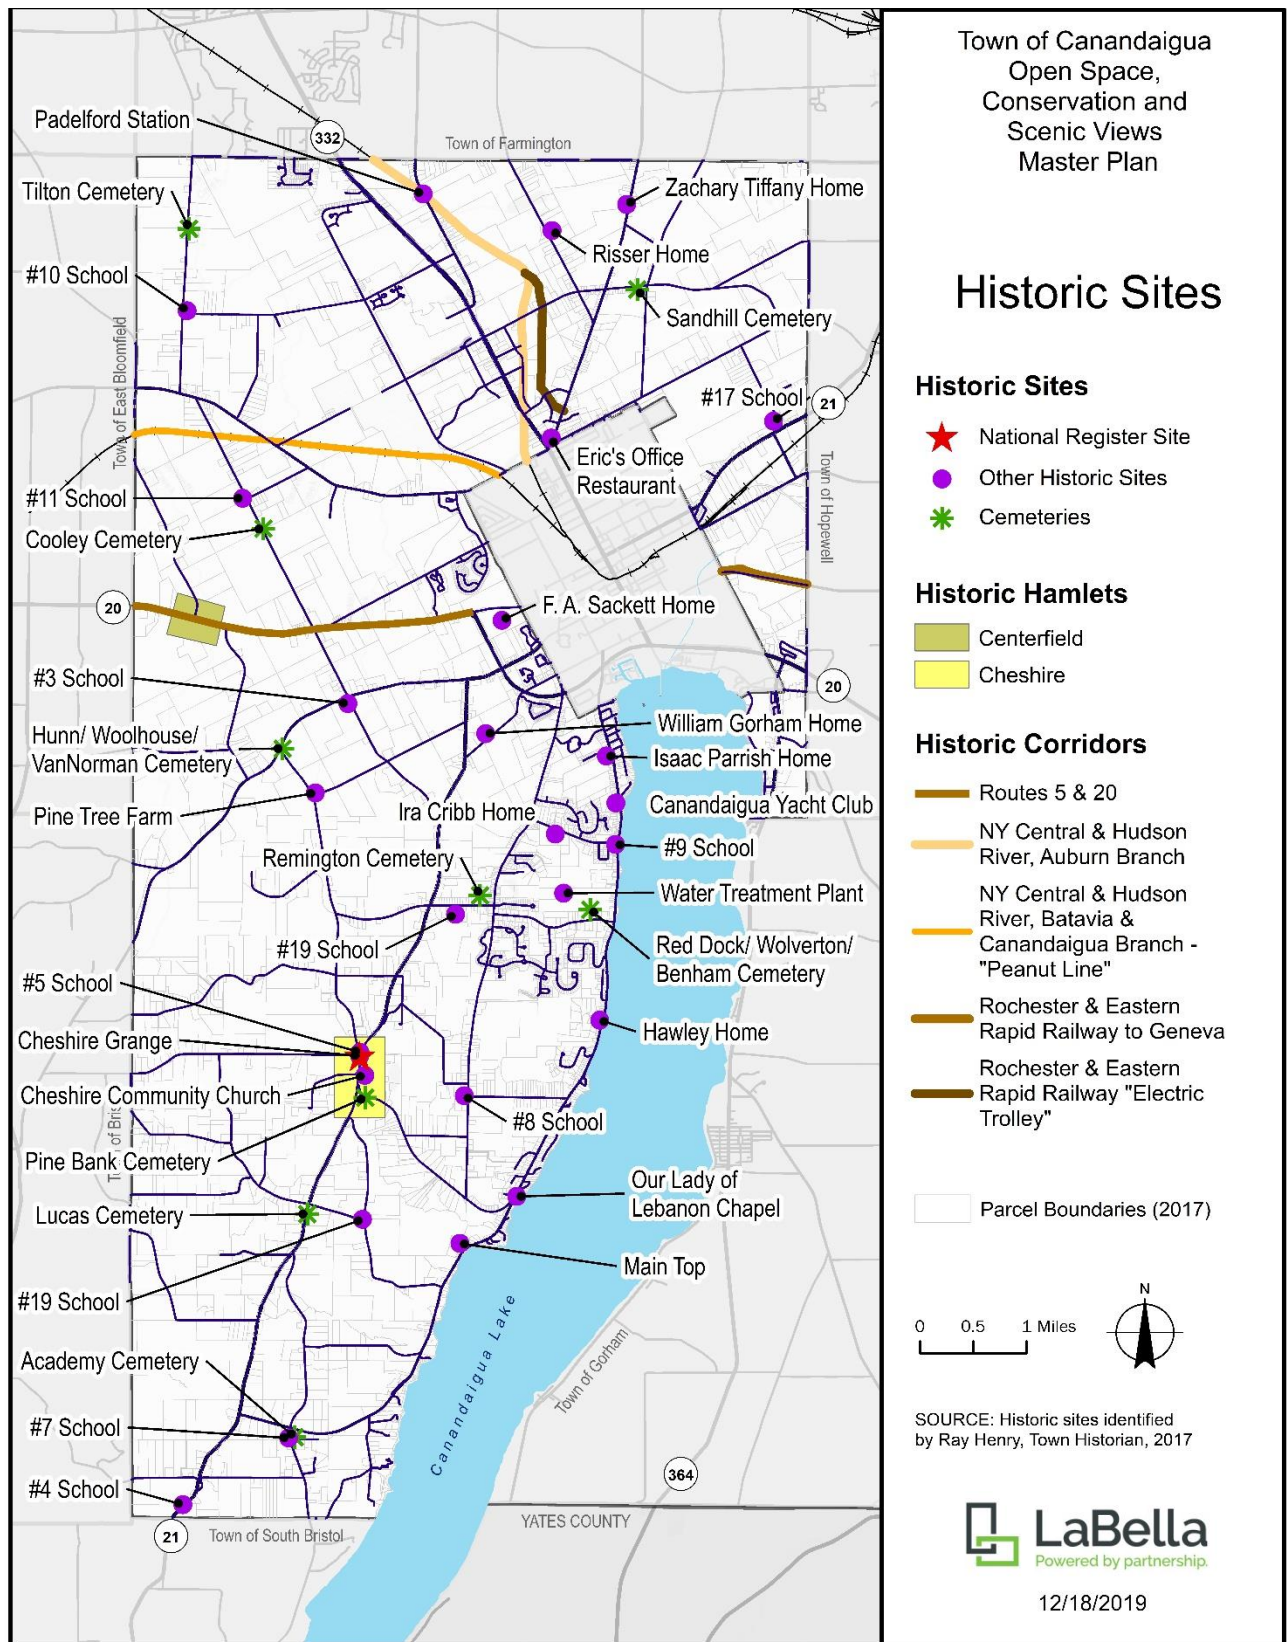 Padelford Station
332
Town of Farmington
Tilton Cemetery
Zachary Tiffany Home
Risser Home
#10 School
Sandhill Cemetery
Town of East Bloomfield
#17 School
21
Eric's Office
Restaurant
Town of Hopewell
#11 School
Cooley Cemetery
20
F. A. Sackett Home
#3 School
20
Hunn/ Woolhouse/
VanNorman Cemetery
William Gorham Home
Isaac Parrish Home
Pine Tree Farm
Ira Cribb Home
Canandaigua Yacht Club
#9 School
Remington Cemetery
Water Treatment Plant
#19 School
Red Dock/ Wolverton/
Benham Cemetery
#5 School
Cheshire Grange
Hawley Home
Cheshire Community Church
#8 School
Pine Bank Cemetery
Lucas Cemetery
Our Lady of
Lebanon Chapel
Main Top
#19 School
Academy Cemetery
Canandaigua Lake
Town of Gorham
#7 School
#4 School
364
21
Town of South Bristol
YATES COUNTY
Town of Canandaigua
Open Space,
Conservation and
Scenic Views
Master Plan
Historic Sites
Historic Sites
National Register Site
Other Historic Sites
Cemeteries
Historic Hamlets
Centerfield
Cheshire
Historic Corridors
Routes 5 & 20
NY Central & Hudson
River, Auburn Branch
NY Central & Hudson
River, Batavia &
Canandaigua Branch -
"Peanut Line"
Rochester & Eastern
Rapid Railway to Geneva
Rochester & Eastern
Rapid Railway "Electric
Trolley"
Parcel Boundaries (2017)
N
0 0.5 1 Miles
SOURCE: Historic sites identified
by Ray Henry, Town Historian, 2017
LaBella
Powered by partnership.
12/18/2019